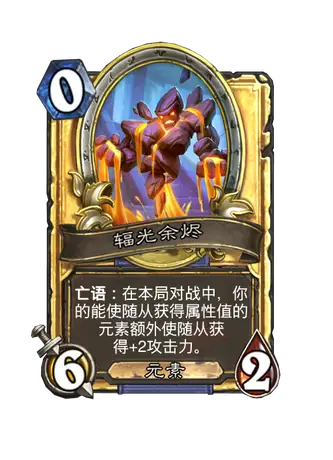 0
辐光余烬
亡语：在本局对战中，你
的能使随从获得属性值的
元素额外使随从获
得+2攻击力。
6
元素
2